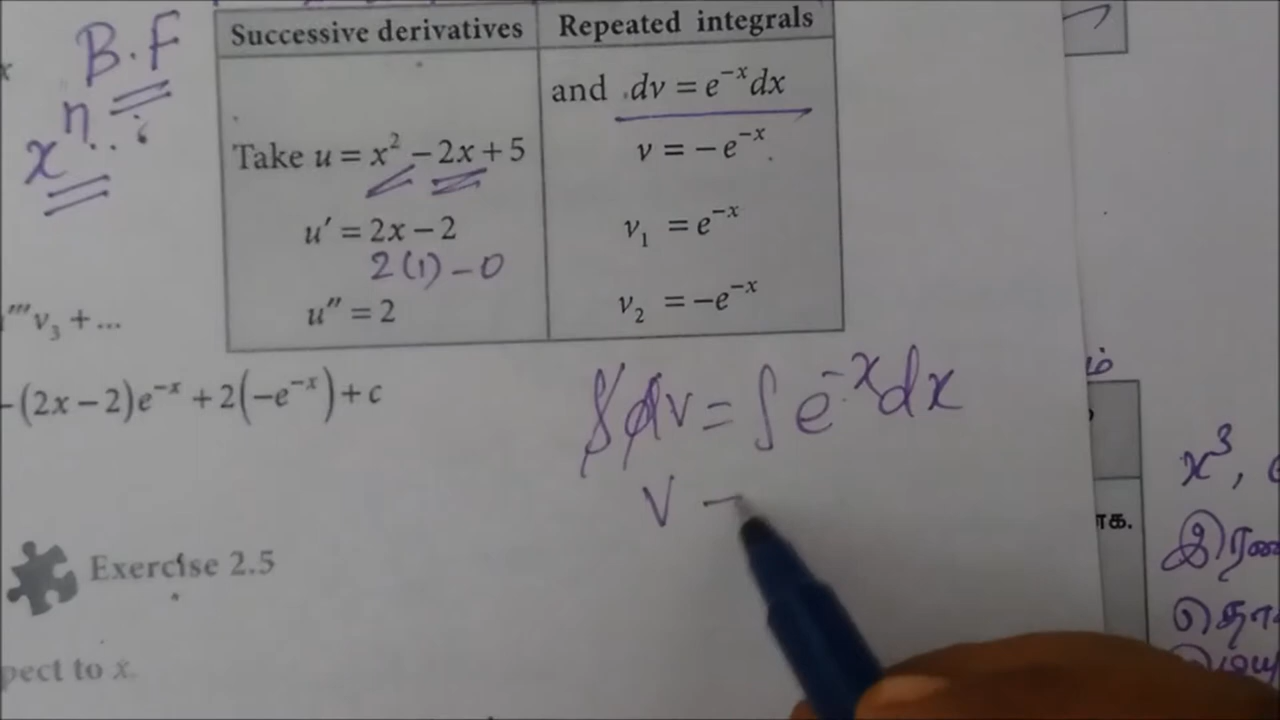 B.F
xⁿ
Successive derivatives
Repeated integrals
and dv = e⁻ˣdx
Take u = x² − 2x + 5
v = −e⁻ˣ
u′ = 2x − 2
v₁ = e⁻ˣ
2(1) − 0
u″ = 2
v₂ = −e⁻ˣ
‴v₃ + ...
−(2x − 2)e⁻ˣ + 2(−e⁻ˣ) + c
∫dv = ∫e⁻ˣdx
v
Exercise 2.5
pect to x.
x³,